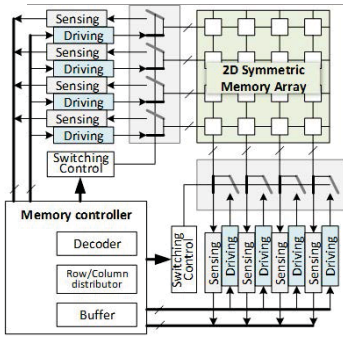 Sensing
Driving
Sensing
Driving
Sensing
Driving
Sensing
Driving
2D Symmetric
Memory Array
Switching
Control
Memory controller
Decoder
Row/Column
distributor
Buffer
Switching
Control
Sensing
Driving
Sensing
Driving
Sensing
Driving
Sensing
Driving